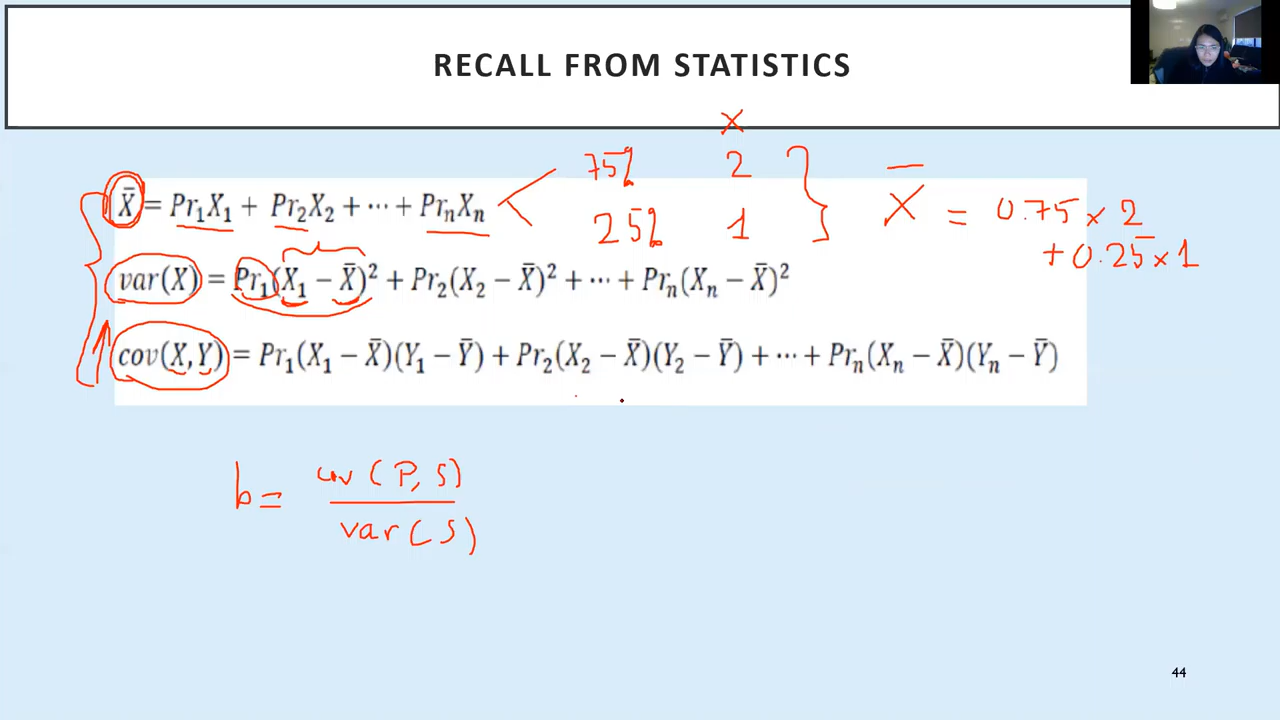 RECALL FROM STATISTICS
X
75% 2
X̄ = Pr₁X₁ + Pr₂X₂ + ⋯ + PrₙXₙ
25% 1
X̄ = 0.75 × 2
+ 0.25 × 1
var(X) = Pr₁(X₁ − X̄)² + Pr₂(X₂ − X̄)² + ⋯ + Prₙ(Xₙ − X̄)²
cov(X, Y) = Pr₁(X₁ − X̄)(Y₁ − Ȳ) + Pr₂(X₂ − X̄)(Y₂ − Ȳ) + ⋯ + Prₙ(Xₙ − X̄)(Yₙ − Ȳ)
b = cov(P, S)
var(S)
44